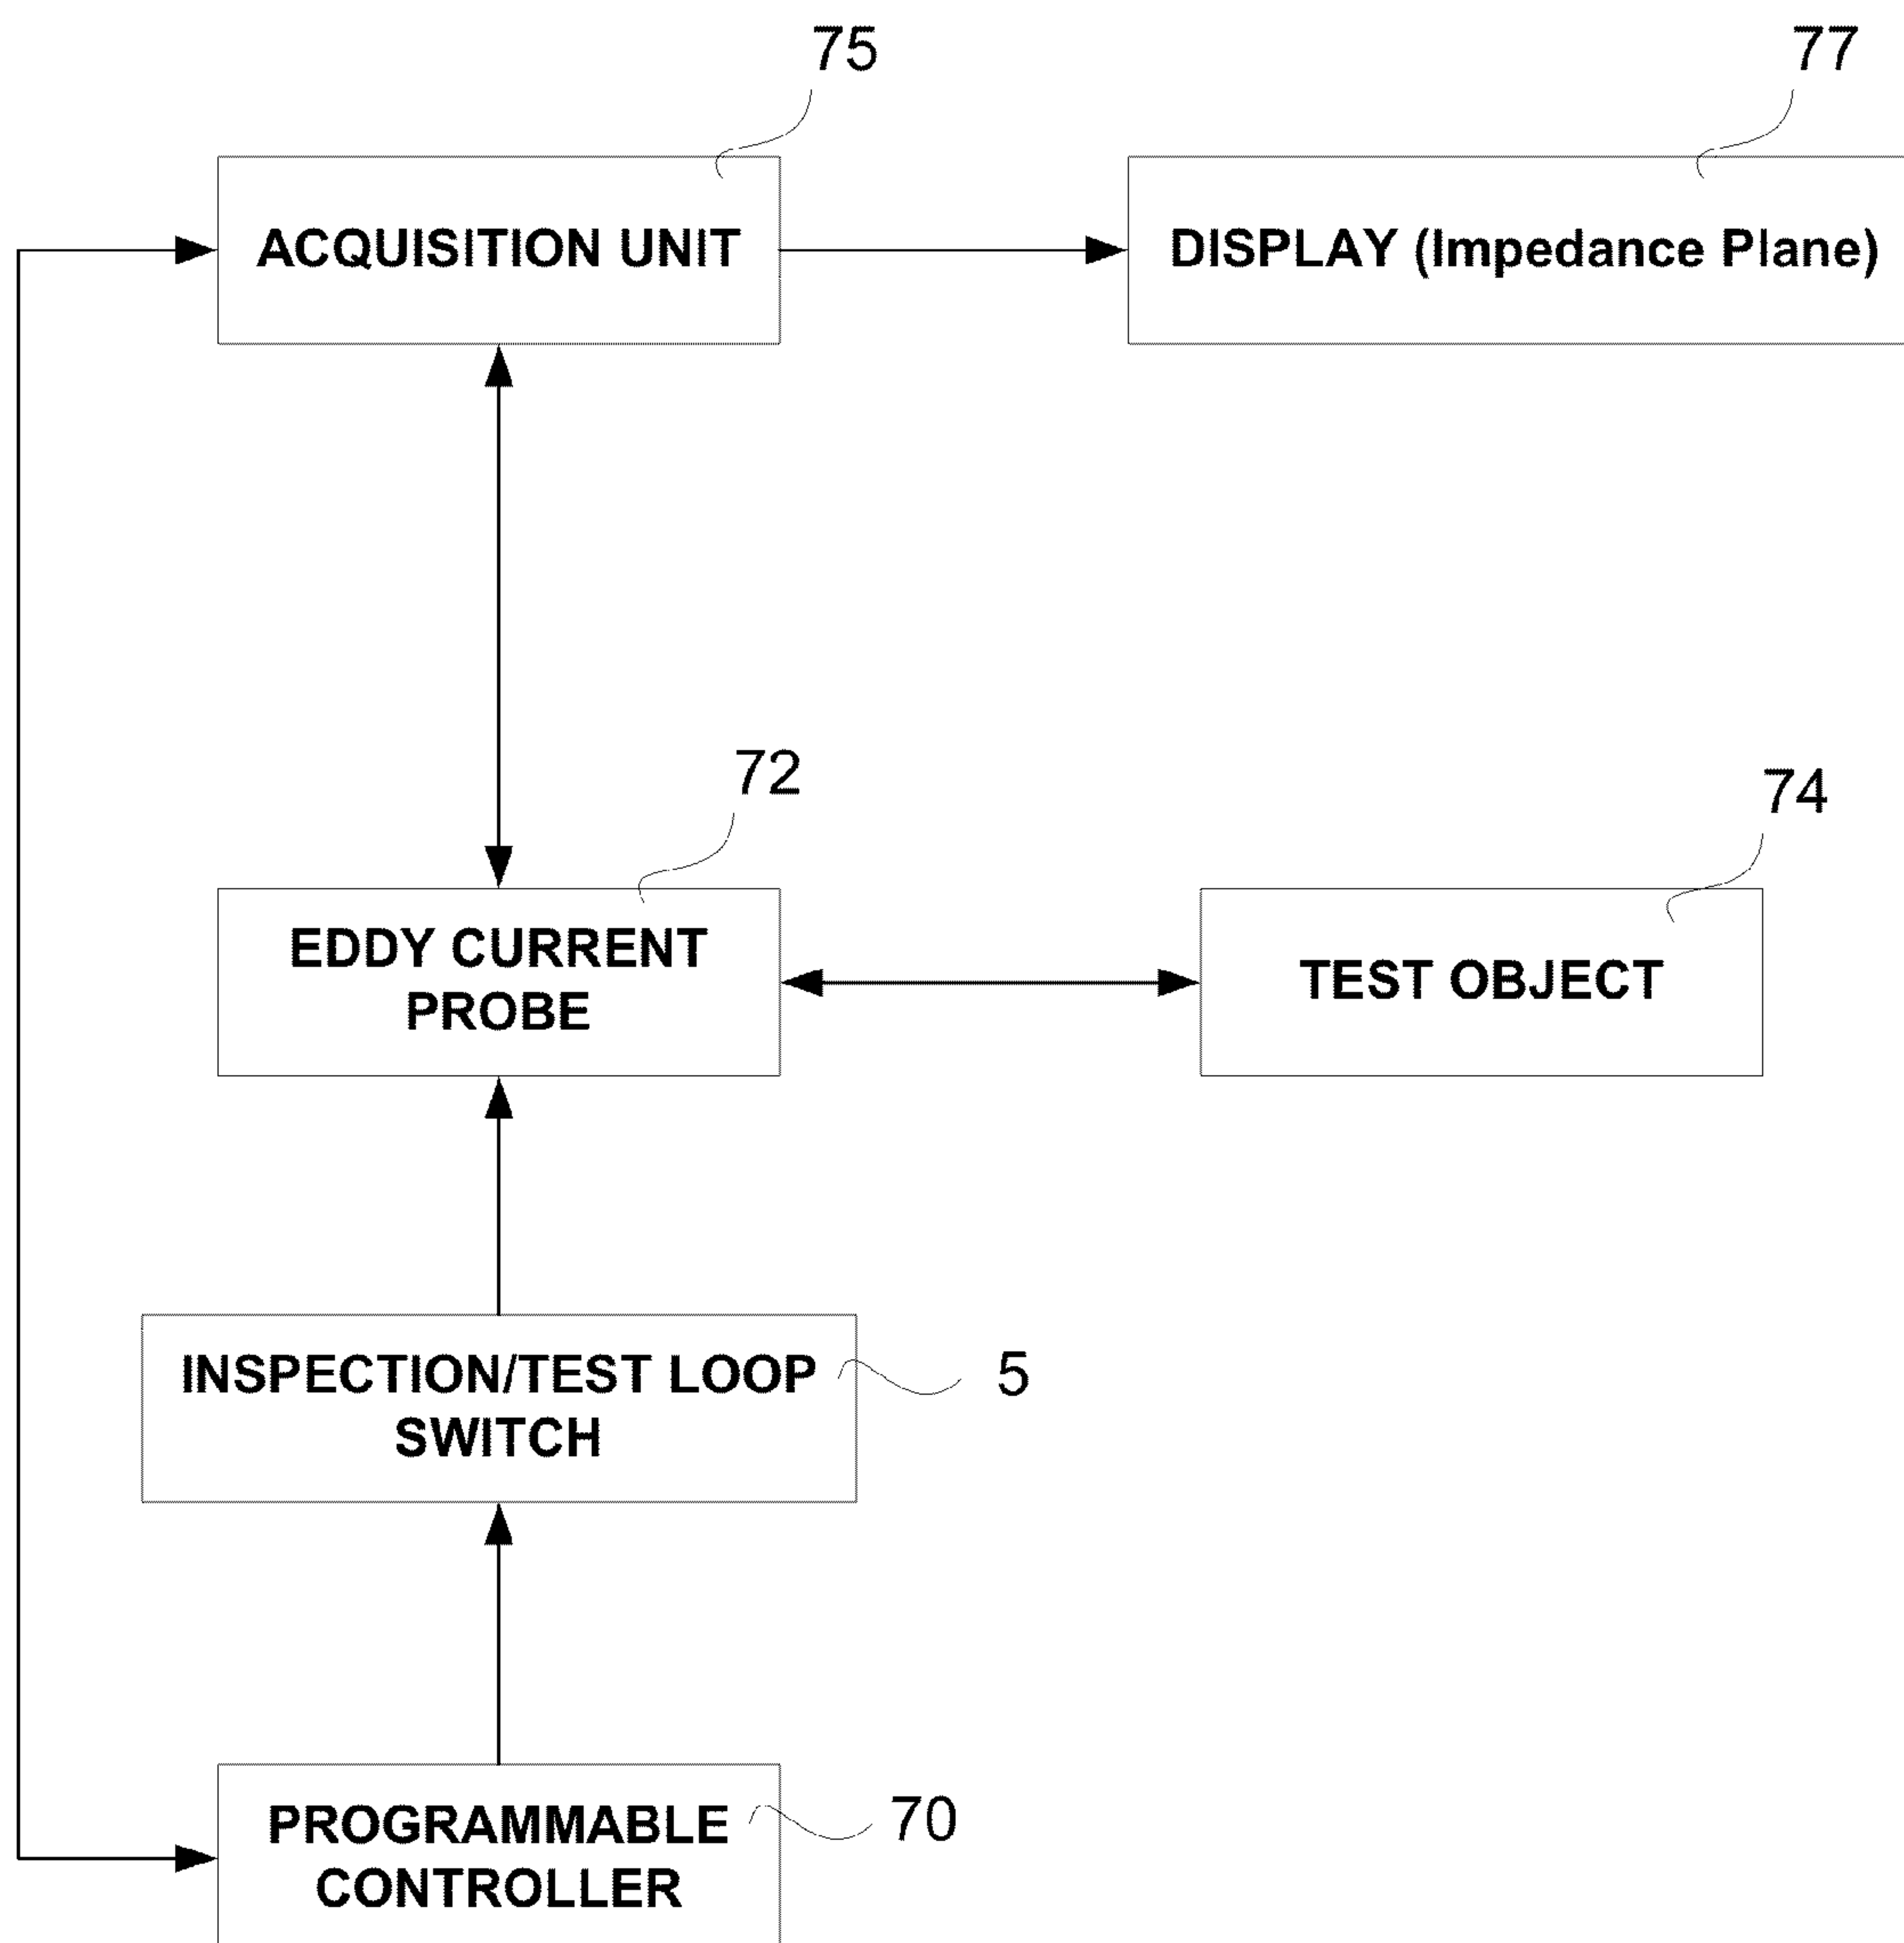 75
77
ACQUISITION UNIT
DISPLAY (Impedance Plane)
72
74
EDDY CURRENT
PROBE
TEST OBJECT
INSPECTION/TEST LOOP
SWITCH
5
PROGRAMMABLE
CONTROLLER
70